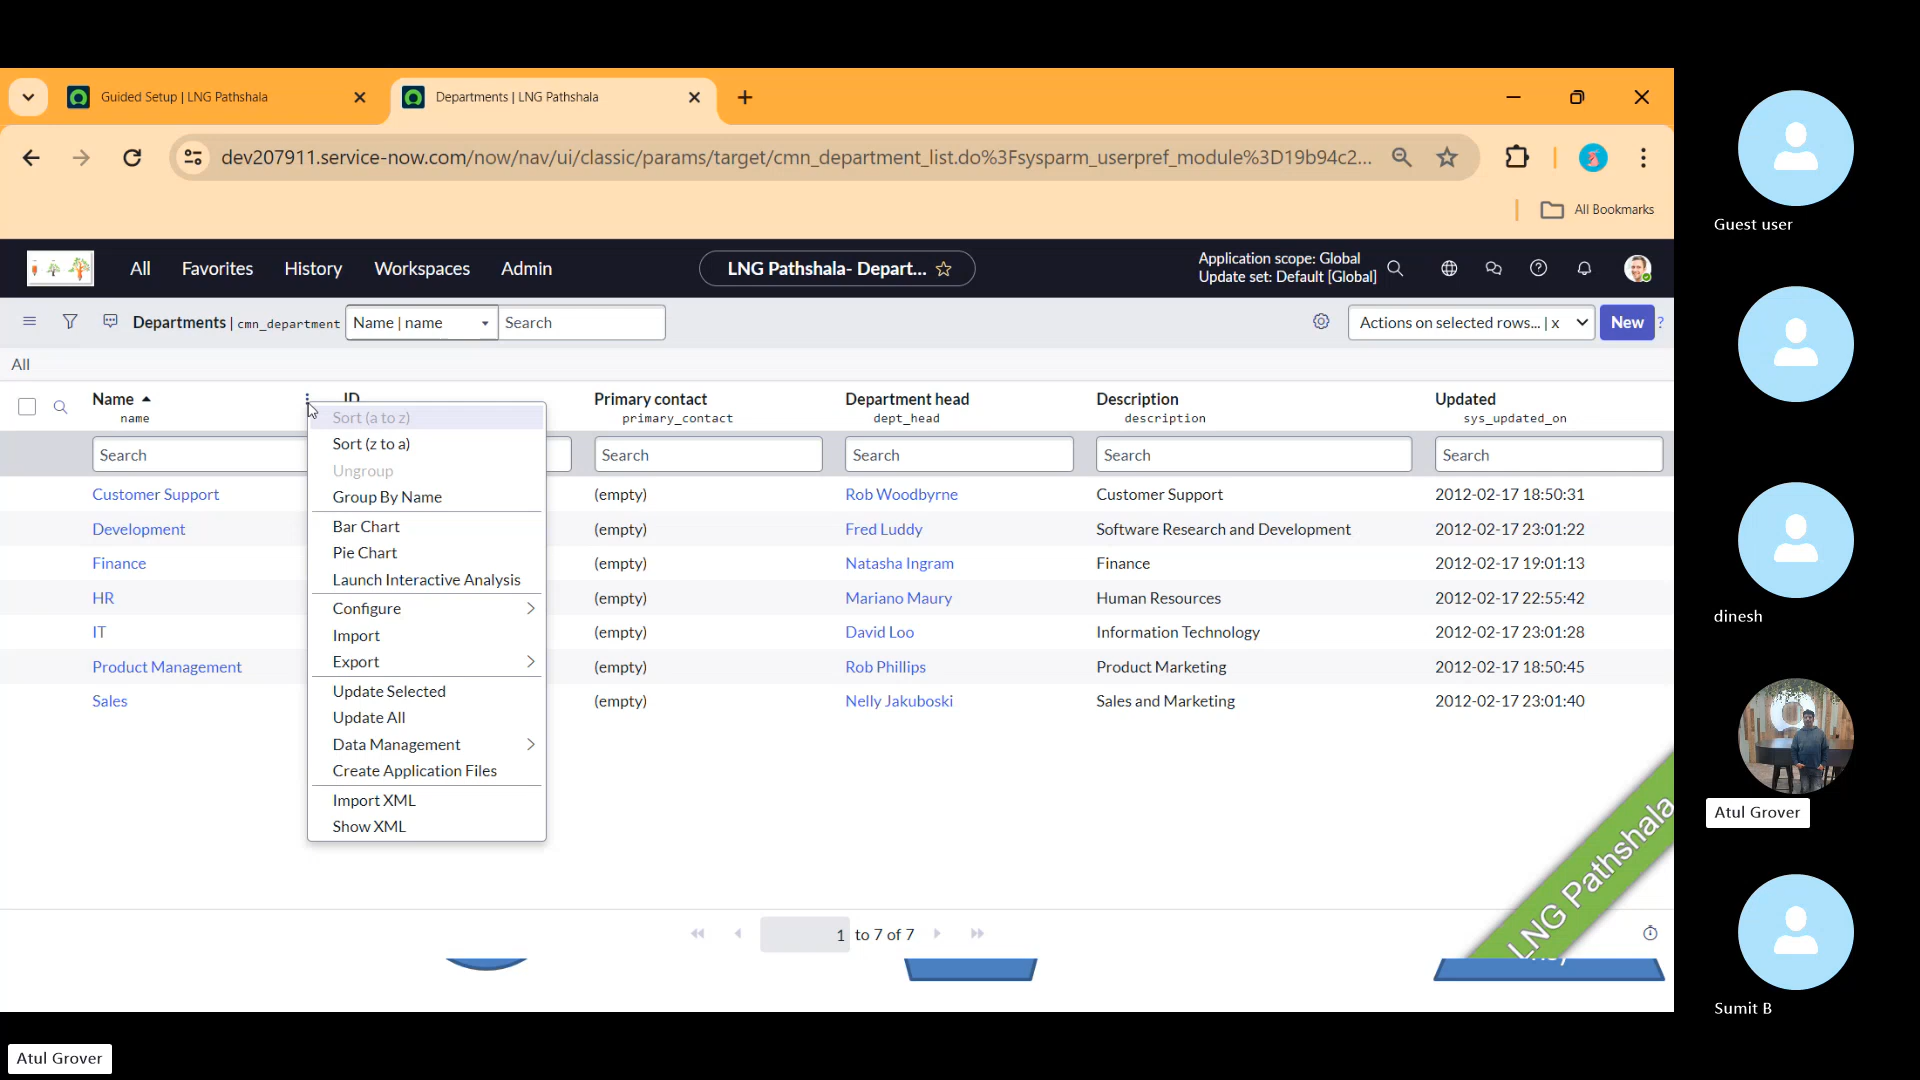 Guided Setup | LNG Pathshala
Departments | LNG Pathshala
dev207911.service-now.com/now/nav/ui/classic/params/target/cmn_department_list.do%3Fsysparm_userpref_module%3D19b94c2...
All Bookmarks
All Favorites History Workspaces Admin
LNG Pathshala- Depart...
Application scope: Global
Update set: Default [Global]
Departments | cmn_department
Name | name
Search
Actions on selected rows... | x
New
?
All
Name ID Primary contact Department head Description Updated
name primary_contact dept_head description sys_updated_on
Search Search Search Search Search
Customer Support (empty) Rob Woodbyrne Customer Support 2012-02-17 18:50:31
Development (empty) Fred Luddy Software Research and Development 2012-02-17 23:01:22
Finance (empty) Natasha Ingram Finance 2012-02-17 19:01:13
HR (empty) Mariano Maury Human Resources 2012-02-17 22:55:42
IT (empty) David Loo Information Technology 2012-02-17 23:01:28
Product Management (empty) Rob Phillips Product Marketing 2012-02-17 18:50:45
Sales (empty) Nelly Jakuboski Sales and Marketing 2012-02-17 23:01:40
Sort (a to z)
Sort (z to a)
Ungroup
Group By Name
Bar Chart
Pie Chart
Launch Interactive Analysis
Configure
Import
Export
Update Selected
Update All
Data Management
Create Application Files
Import XML
Show XML
1 to 7 of 7
LNG Pathshala
Guest user
dinesh
Atul Grover
Sumit B
Atul Grover